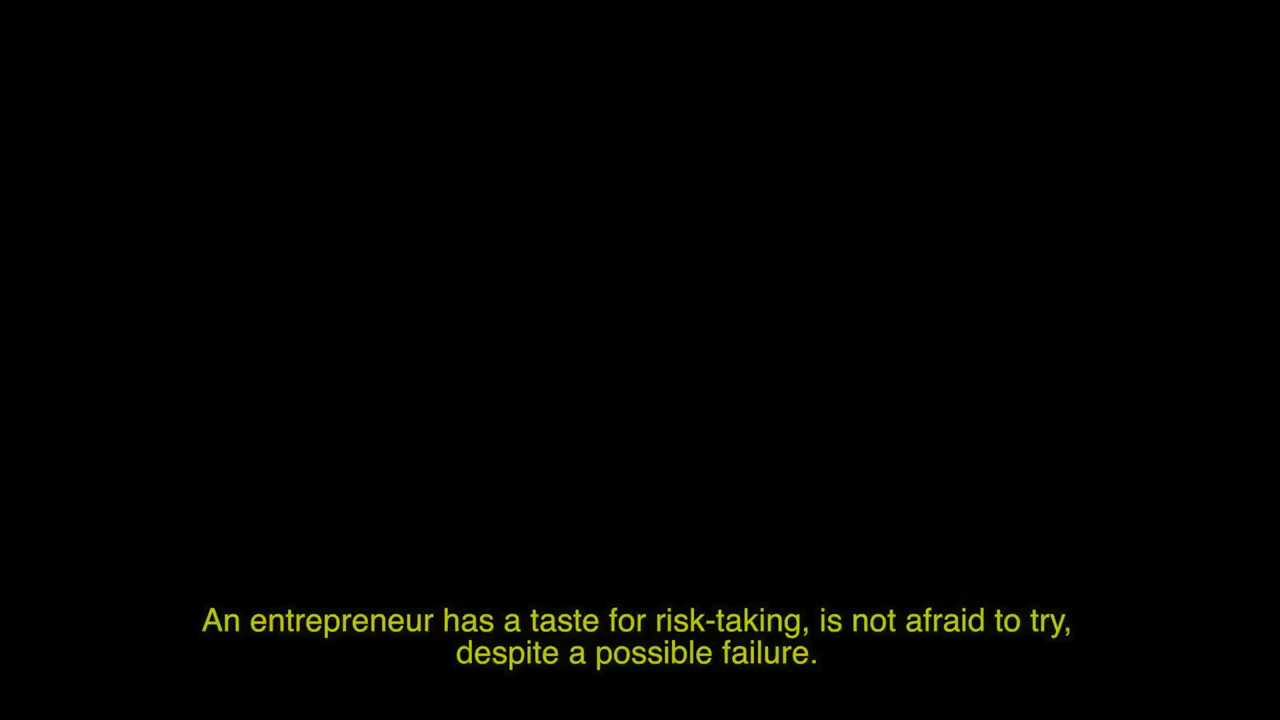 An entrepreneur has a taste for risk-taking, is not afraid to try,
despite a possible failure.